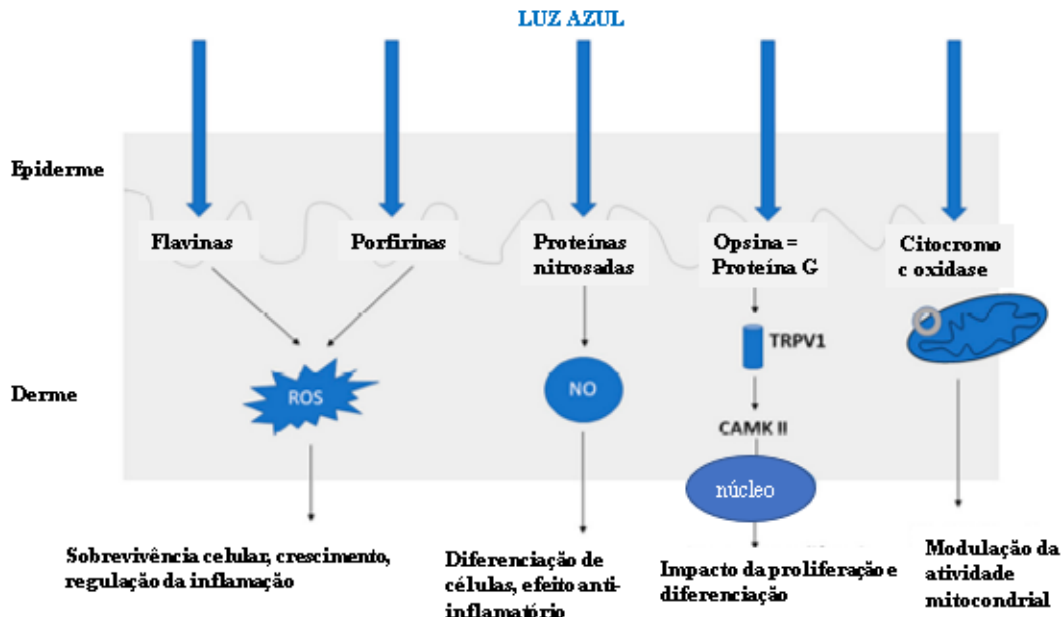 LUZ AZUL
Epiderme
Flavinas
Porfirinas
Proteínas
nitrosadas
Opsina =
Proteína G
Citocromo
c oxidase
TRPV1
Derme
ROS
NO
CAMK II
núcleo
Sobrevivência celular, crescimento,
regulação da inflamação
Diferenciação de
células, efeito anti-
inflamatório
Impacto da proliferação e
diferenciação
Modulação da
atividade
mitocondrial